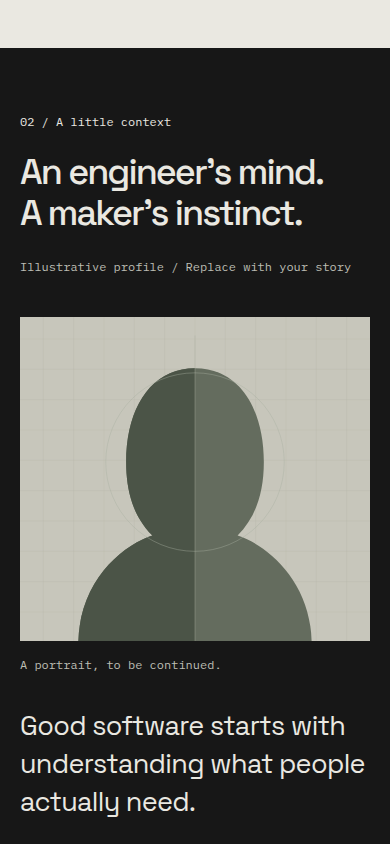 02 / A little context
An engineer’s mind.
A maker’s instinct.
Illustrative profile / Replace with your story
A portrait, to be continued.
Good software starts with
understanding what people
actually need.